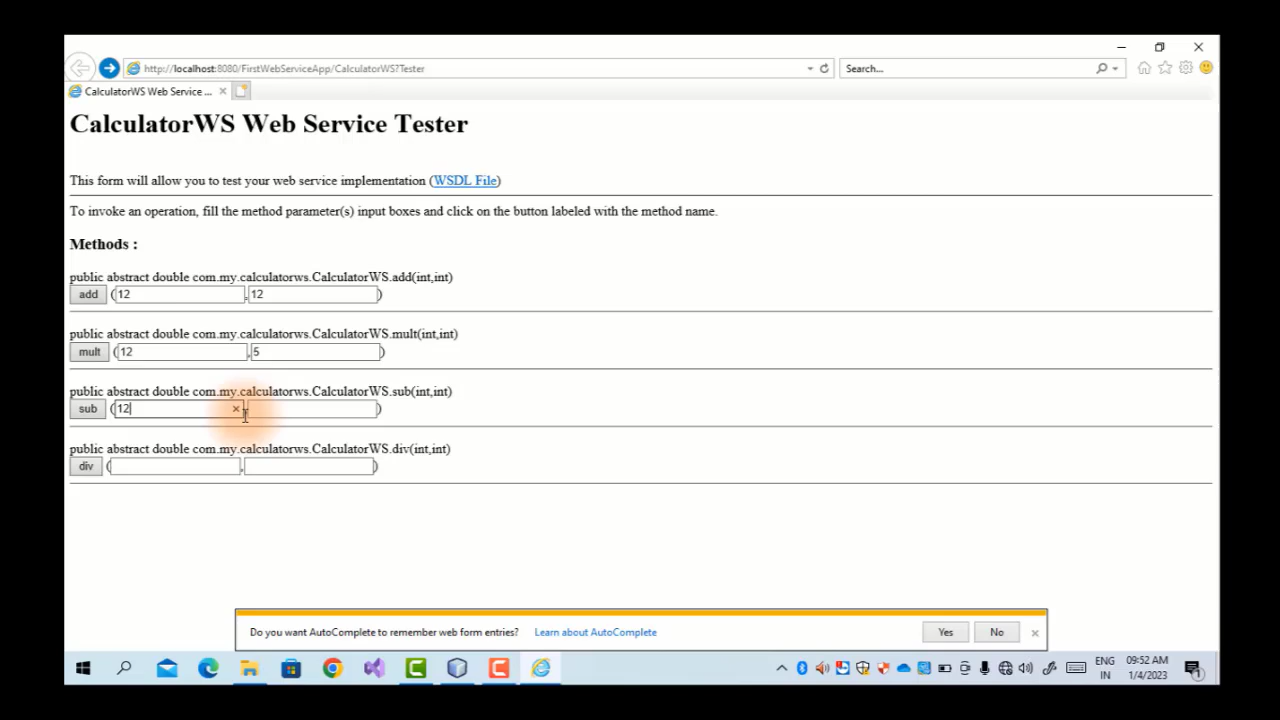 http://localhost:8080/FirstWebServiceApp/CalculatorWS?Tester
Search...
CalculatorWS Web Service ...
CalculatorWS Web Service Tester
This form will allow you to test your web service implementation (WSDL File)
To invoke an operation, fill the method parameter(s) input boxes and click on the button labeled with the method name.
Methods :
public abstract double com.my.calculatorws.CalculatorWS.add(int,int)
add (12 ,12 )
public abstract double com.my.calculatorws.CalculatorWS.mult(int,int)
mult (12 ,5 )
public abstract double com.my.calculatorws.CalculatorWS.sub(int,int)
sub (12 , )
public abstract double com.my.calculatorws.CalculatorWS.div(int,int)
div ( , )
Do you want AutoComplete to remember web form entries? Learn about AutoComplete Yes No
ENG 09:52 AM
IN 1/4/2023 1